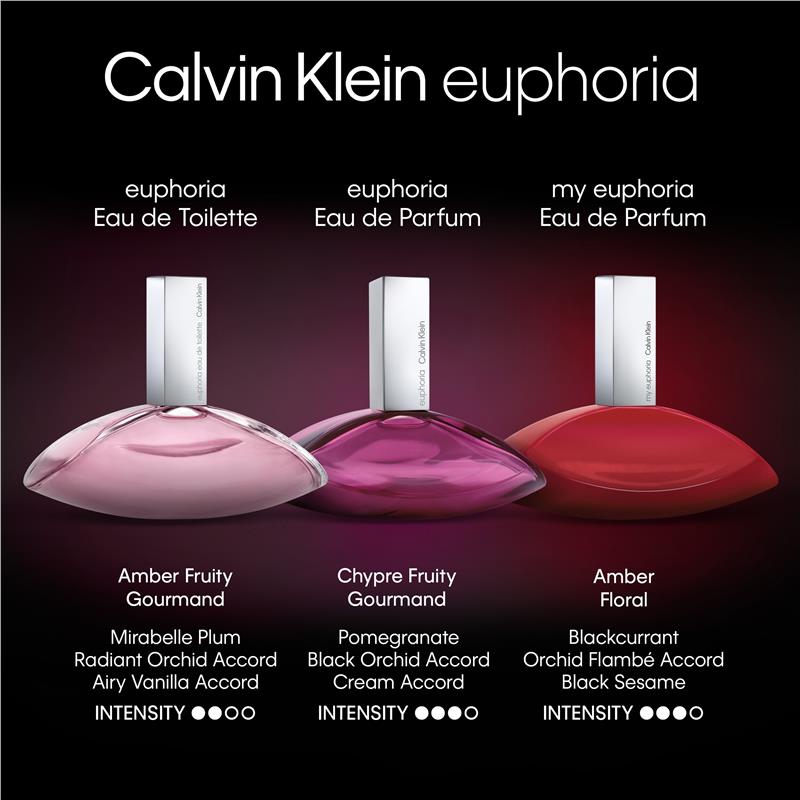 Calvin Klein euphoria
euphoria
Eau de Toilette
euphoria
Eau de Parfum
my euphoria
Eau de Parfum
euphoria eau de toilette Calvin Klein
euphoria Calvin Klein
my euphoria Calvin Klein
Amber Fruity
Gourmand
Mirabelle Plum
Radiant Orchid Accord
Airy Vanilla Accord
INTENSITY
Chypre Fruity
Gourmand
Pomegranate
Black Orchid Accord
Cream Accord
INTENSITY
Amber
Floral
Blackcurrant
Orchid Flambé Accord
Black Sesame
INTENSITY